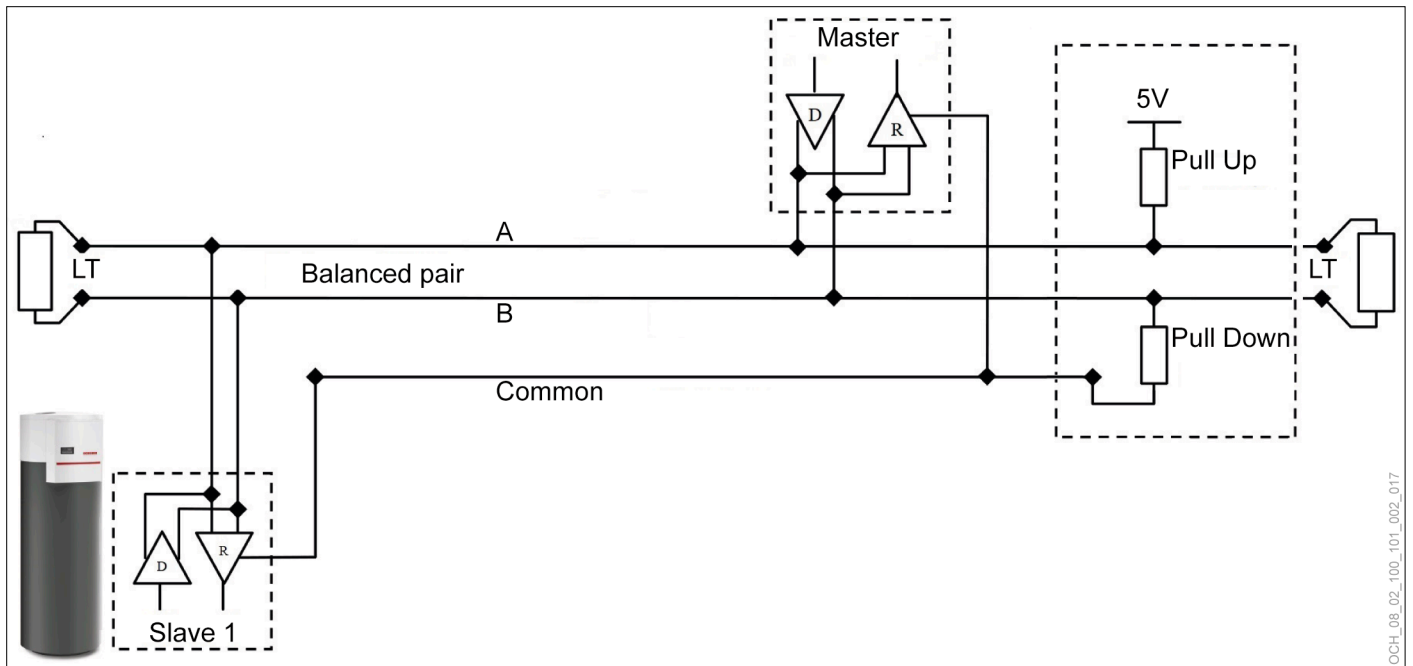 Master
D
R
5V
Pull Up
A
LT
Balanced pair
LT
B
Pull Down
Common
D
R
Slave 1
OCH_08_02_100_101_002_017